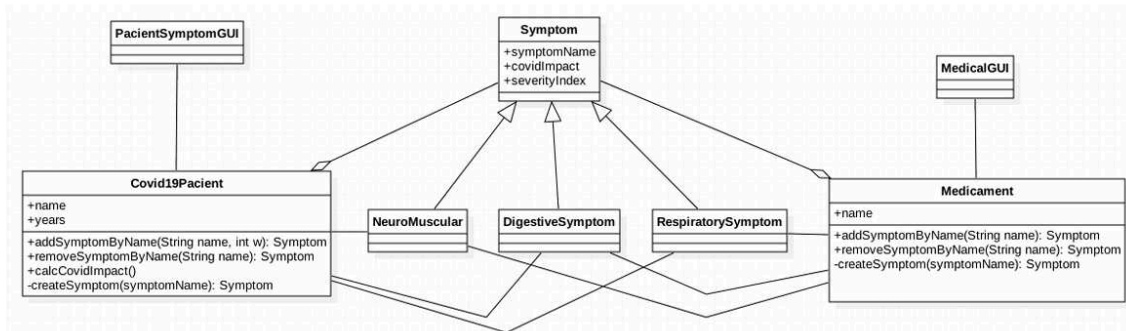 PacientSymptomGUI
Symptom
+symptomName
+covidImpact
+severityIndex
MedicalGUI
Covid19Pacient
+name
+years
+addSymptomByName(String name, int w): Symptom
+removeSymptomByName(String name): Symptom
+calcCovidImpact()
-createSymptom(symptomName): Symptom
NeuroMuscular
DigestiveSymptom
RespiratorySymptom
Medicament
+name
+addSymptomByName(String name): Symptom
+removeSymptomByName(String name): Symptom
-createSymptom(symptomName): Symptom